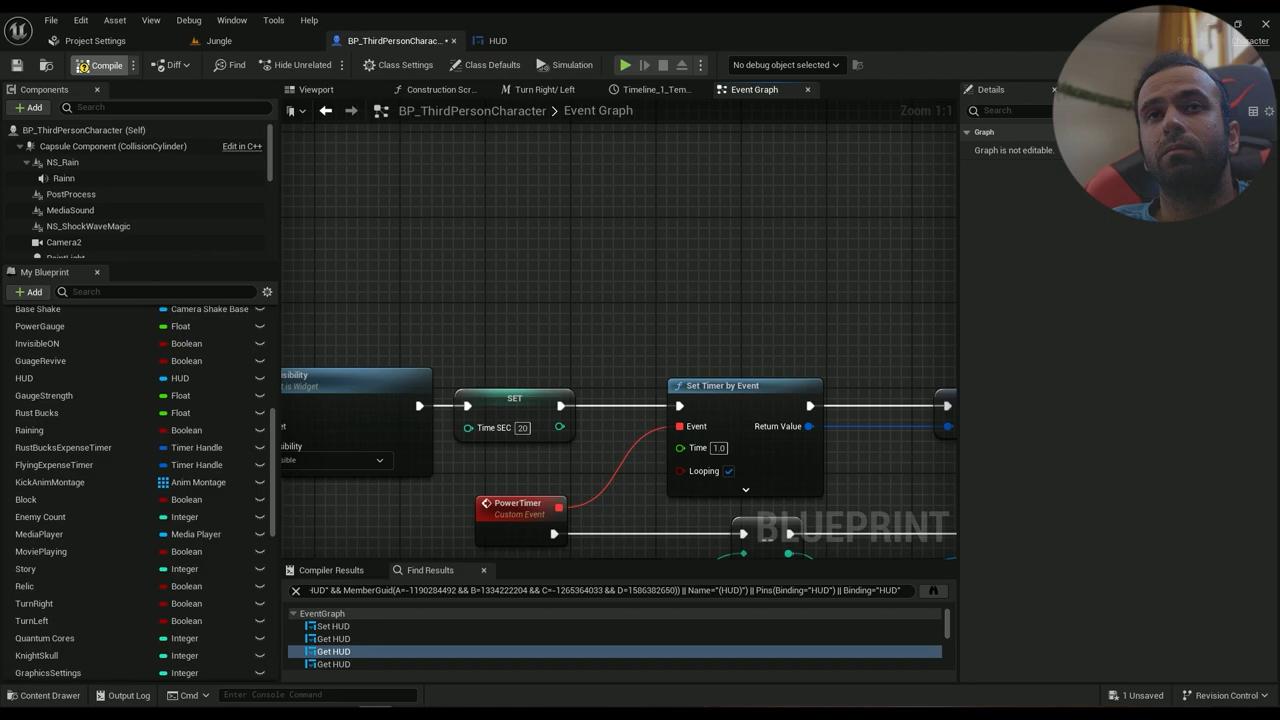 File Edit Asset View Debug Window Tools Help
Project Settings Jungle BP_ThirdPersonCharac... HUD Character
Compile Diff Find Hide Unrelated Class Settings Class Defaults Simulation No debug object selected
Components Viewport Construction Scr... Turn Right/ Left Timeline_1_Tem... Event Graph Details
Add Search BP_ThirdPersonCharacter > Event Graph Zoom 1:1 Search
BP_ThirdPersonCharacter (Self) Graph
Capsule Component (CollisionCylinder) Edit in C++ Graph is not editable.
NS_Rain
Rainn
PostProcess
MediaSound
NS_ShockWaveMagic
Camera2
My Blueprint
Add Search
Base Shake Camera Shake Base
PowerGauge Float
InvisibleON Boolean
GuageRevive Boolean
HUD HUD
GaugeStrength Float
Rust Bucks Float
Raining Boolean
RustBucksExpenseTimer Timer Handle
FlyingExpenseTimer Timer Handle
KickAnimMontage Anim Montage
Block Boolean
Enemy Count Integer
MediaPlayer Media Player
MoviePlaying Boolean
Story Integer
Relic Boolean
TurnRight Boolean
TurnLeft Boolean
Quantum Cores Integer
KnightSkull Integer
GraphicsSettings Integer
isibility
t is Widget
et
ibility
ible
SET
Time SEC 20
Set Timer by Event
Event Return Value
Time 1.0
Looping
PowerTimer
Custom Event
--
BLUEPRINT
Compiler Results Find Results
HUD" && MemberGuid(A=-1190284492 && B=1334222204 && C=-1265364033 && D=1586382650)) || Name="(HUD)") || Pins(Binding="HUD") || Binding="HUD"
EventGraph
Set HUD
Get HUD
Get HUD
Get HUD
Content Drawer Output Log Cmd Enter Console Command 1 Unsaved Revision Control